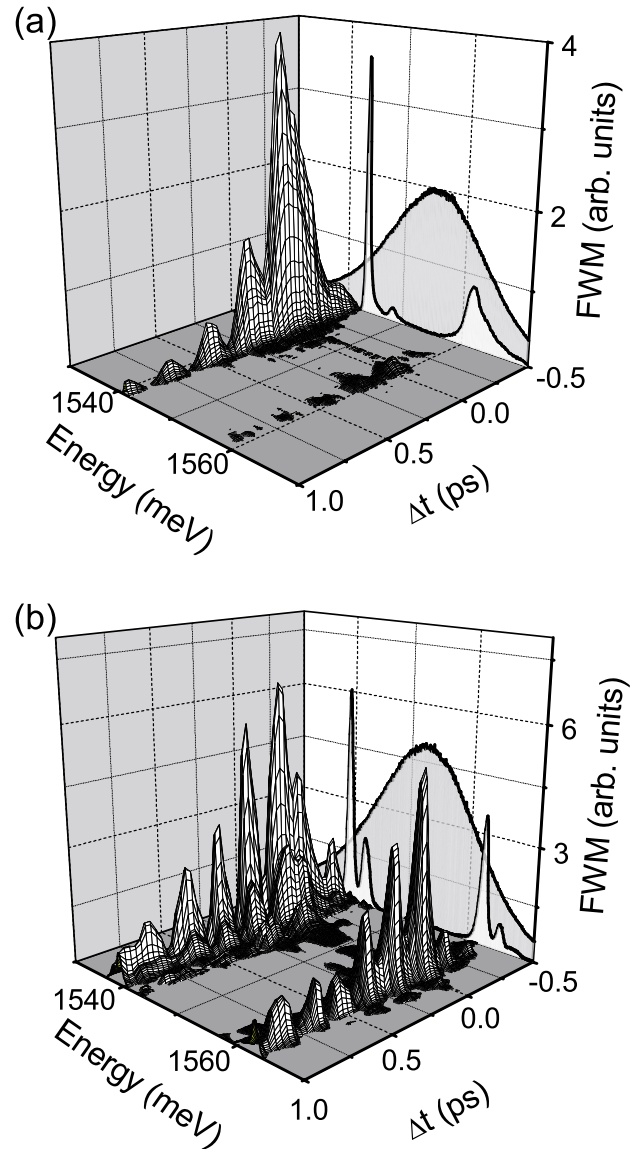 (a)
4
2
FWM (arb. units)
-0.5
0.0
0.5
1.0
Δt (ps)
1540
1560
Energy (meV)
(b)
6
3
FWM (arb. units)
-0.5
0.0
0.5
1.0
Δt (ps)
1540
1560
Energy (meV)